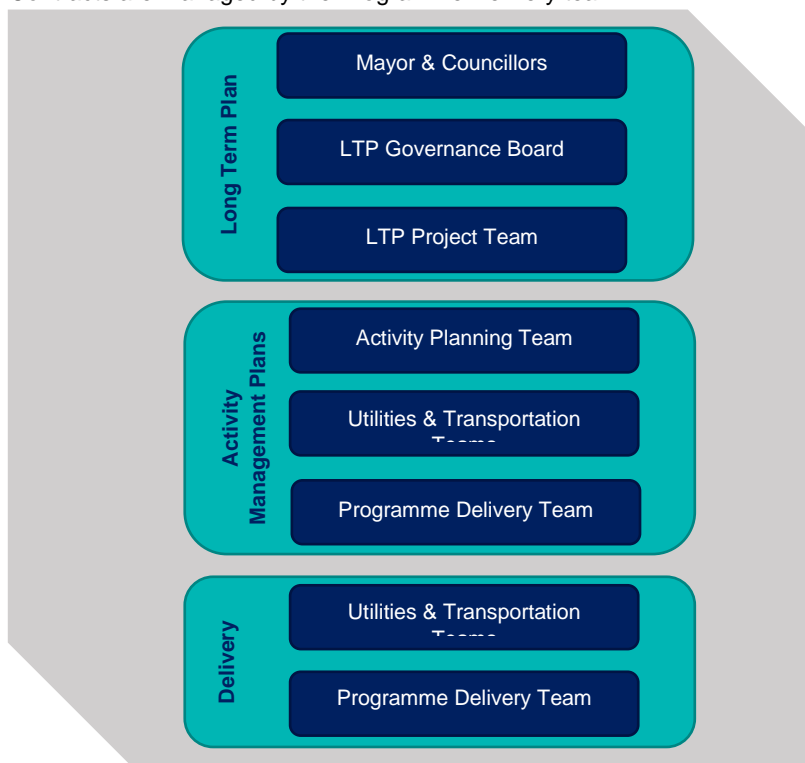 Long Term Plan
Mayor & Councillors
LTP Governance Board
LTP Project Team
Activity
Management Plans
Activity Planning Team
Utilities & Transportation
Programme Delivery Team
Delivery
Utilities & Transportation
Programme Delivery Team